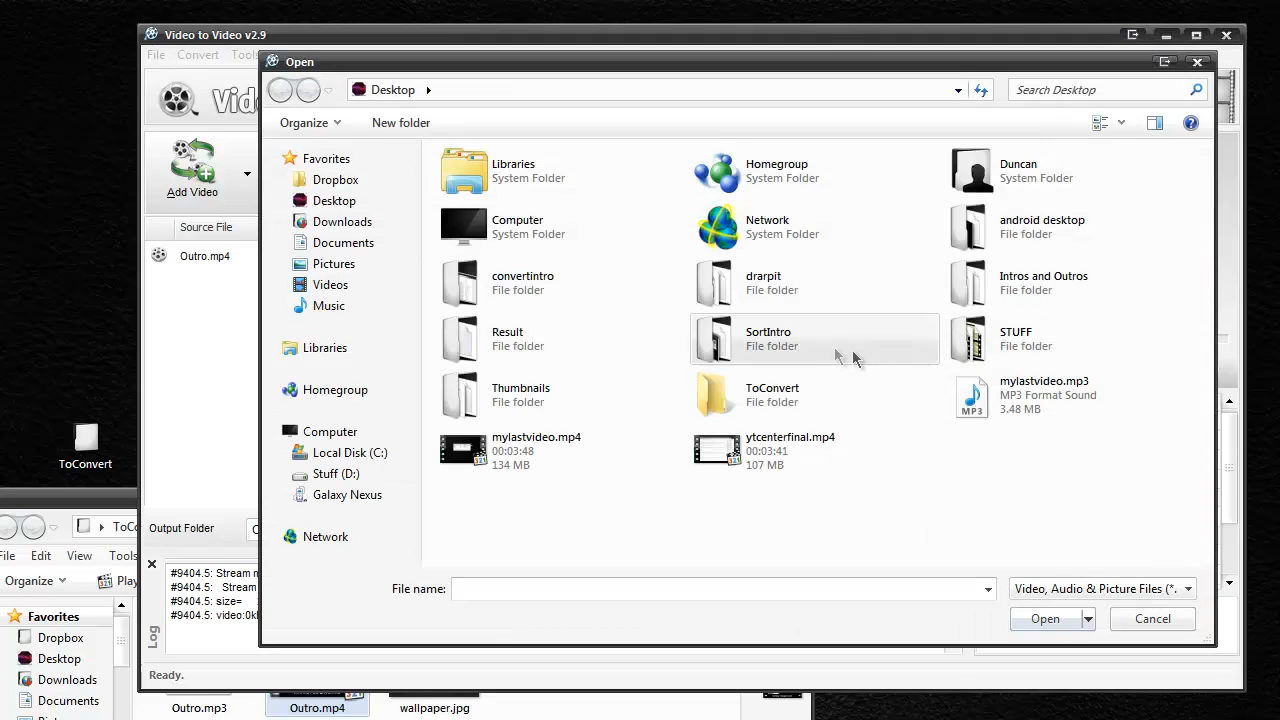 Video to Video v2.9
File Convert Tools
Open
Desktop
Search Desktop
Organize New folder
Add Video
Source File
Outro.mp4
Output Folder
Favorites
Dropbox
Desktop
Downloads
Documents
Pictures
Videos
Music
Libraries
Homegroup
Computer
Local Disk (C:)
Stuff (D:)
Galaxy Nexus
Network
Libraries
System Folder
Homegroup
System Folder
Duncan
System Folder
Computer
System Folder
Network
System Folder
android desktop
File folder
convertintro
File folder
drarpit
File folder
Intros and Outros
File folder
Result
File folder
SortIntro
File folder
STUFF
File folder
Thumbnails
File folder
ToConvert
File folder
MP3
mylastvideo.mp3
MP3 Format Sound
3.48 MB
mylastvideo.mp4
00:03:48
134 MB
ytcenterfinal.mp4
00:03:41
107 MB
File name:
Video, Audio & Picture Files (*.
Open Cancel
ToConvert
#9404.5: Stream
#9404.5: Stream
#9404.5: size=
#9404.5:
Log
Ready.
Edit View Tools
Organize
Favorites
Dropbox
Desktop
Downloads
Documents
Outro.mp3
Outro.mp4
wallpaper.jpg